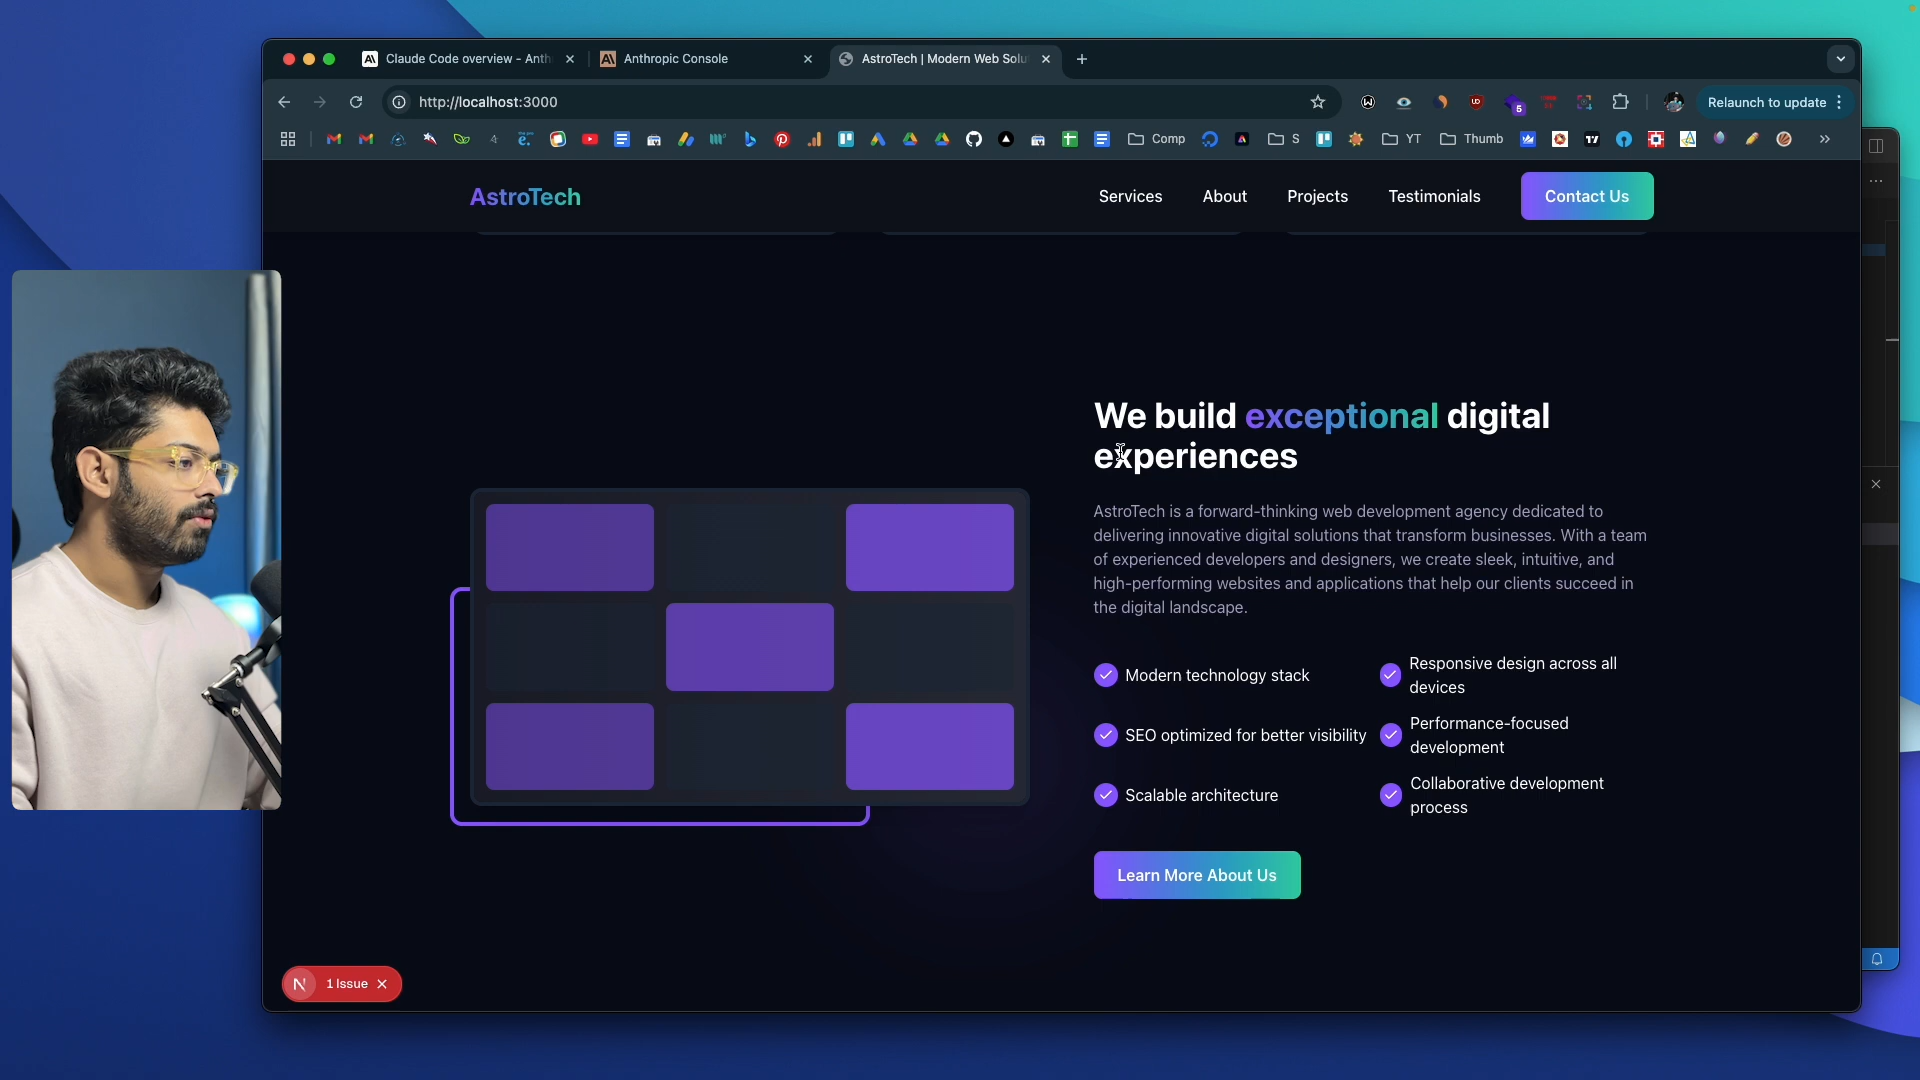 Claude Code overview - Anth
Anthropic Console
AstroTech | Modern Web Solu
http://localhost:3000
Relaunch to update
5
Comp
S
YT
Thumb
AstroTech
Services
About
Projects
Testimonials
Contact Us
We build exceptional digital
experiences
AstroTech is a forward-thinking web development agency dedicated to
delivering innovative digital solutions that transform businesses. With a team
of experienced developers and designers, we create sleek, intuitive, and
high-performing websites and applications that help our clients succeed in
the digital landscape.
Modern technology stack
Responsive design across all
devices
SEO optimized for better visibility
Performance-focused
development
Scalable architecture
Collaborative development
process
Learn More About Us
N
1 Issue